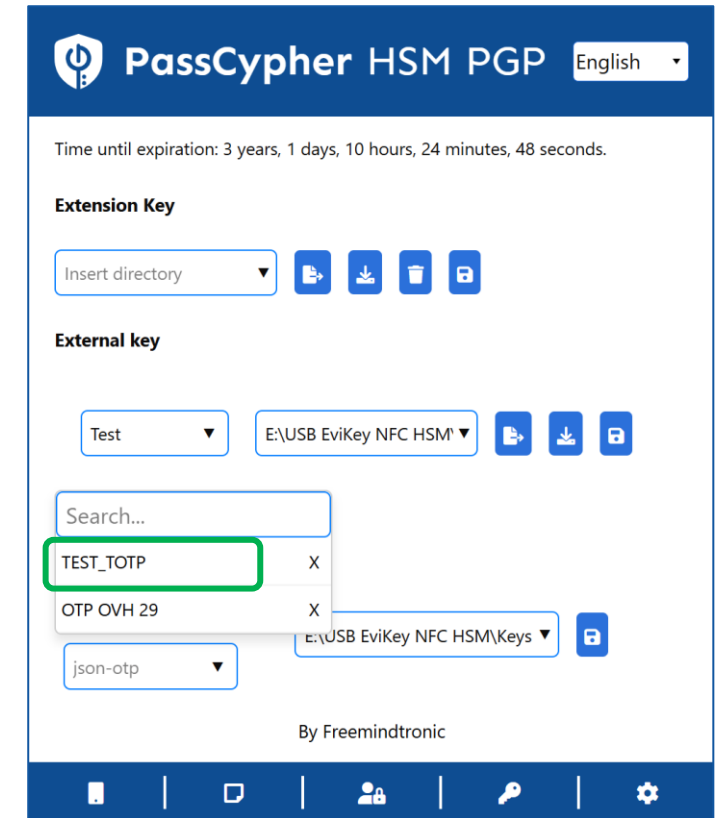 PassCypher HSM PGP English
Time until expiration: 3 years, 1 days, 10 hours, 24 minutes, 48 seconds.
Extension Key
Insert directory
External key
Test E:\USB EviKey NFC HSM\
Search...
TEST_TOTP X
OTP OVH 29 X
E:\USB EviKey NFC HSM\Keys
json-otp
By Freemindtronic